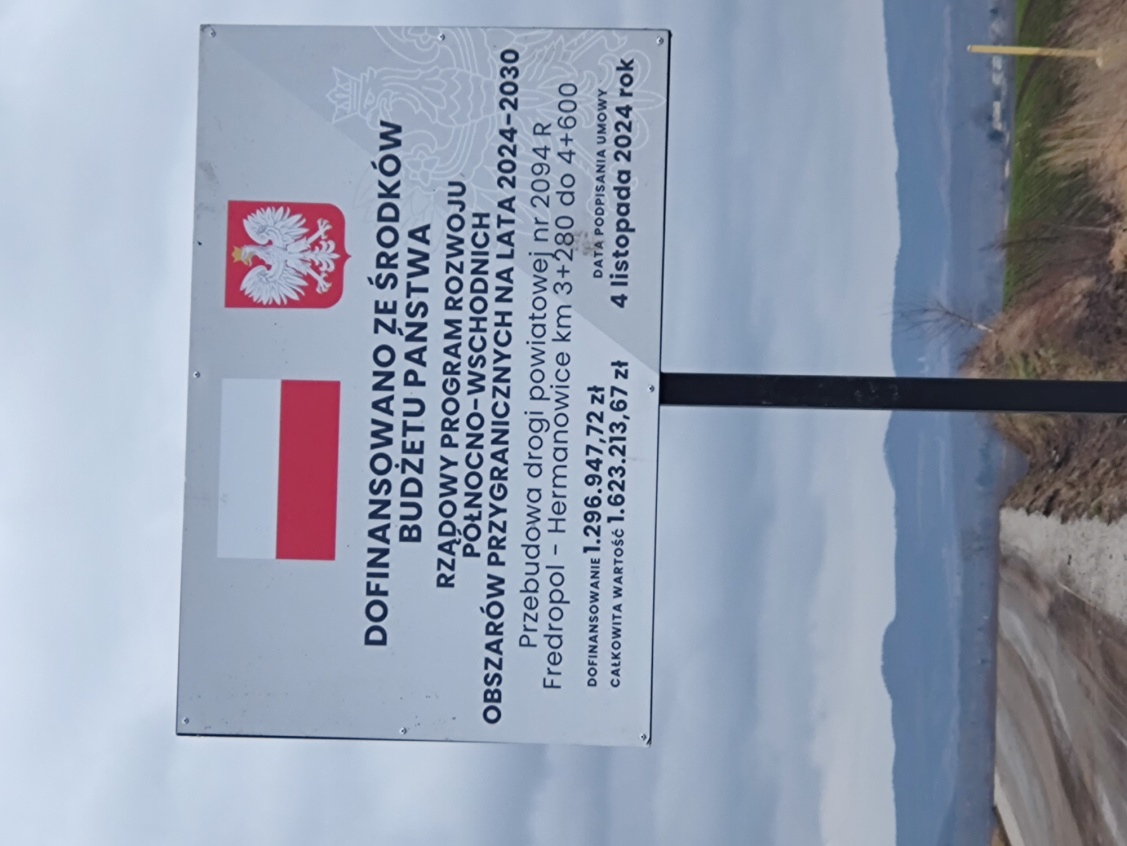 DOFINANSOWANO ZE ŚRODKÓW
BUDŻETU PAŃSTWA
RZĄDOWY PROGRAM ROZWOJU
PÓŁNOCNO-WSCHODNICH
OBSZARÓW PRZYGRANICZNYCH NA LATA 2024-2030
Przebudowa drogi powiatowej nr 2094 R
Fredropol - Hermanowice km 3+280 do 4+600
DOFINANSOWANIE 1.296.947,72 zł
CAŁKOWITA WARTOŚĆ 1.623.213,67 zł
DATA PODPISANIA UMOWY
4 listopada 2024 rok